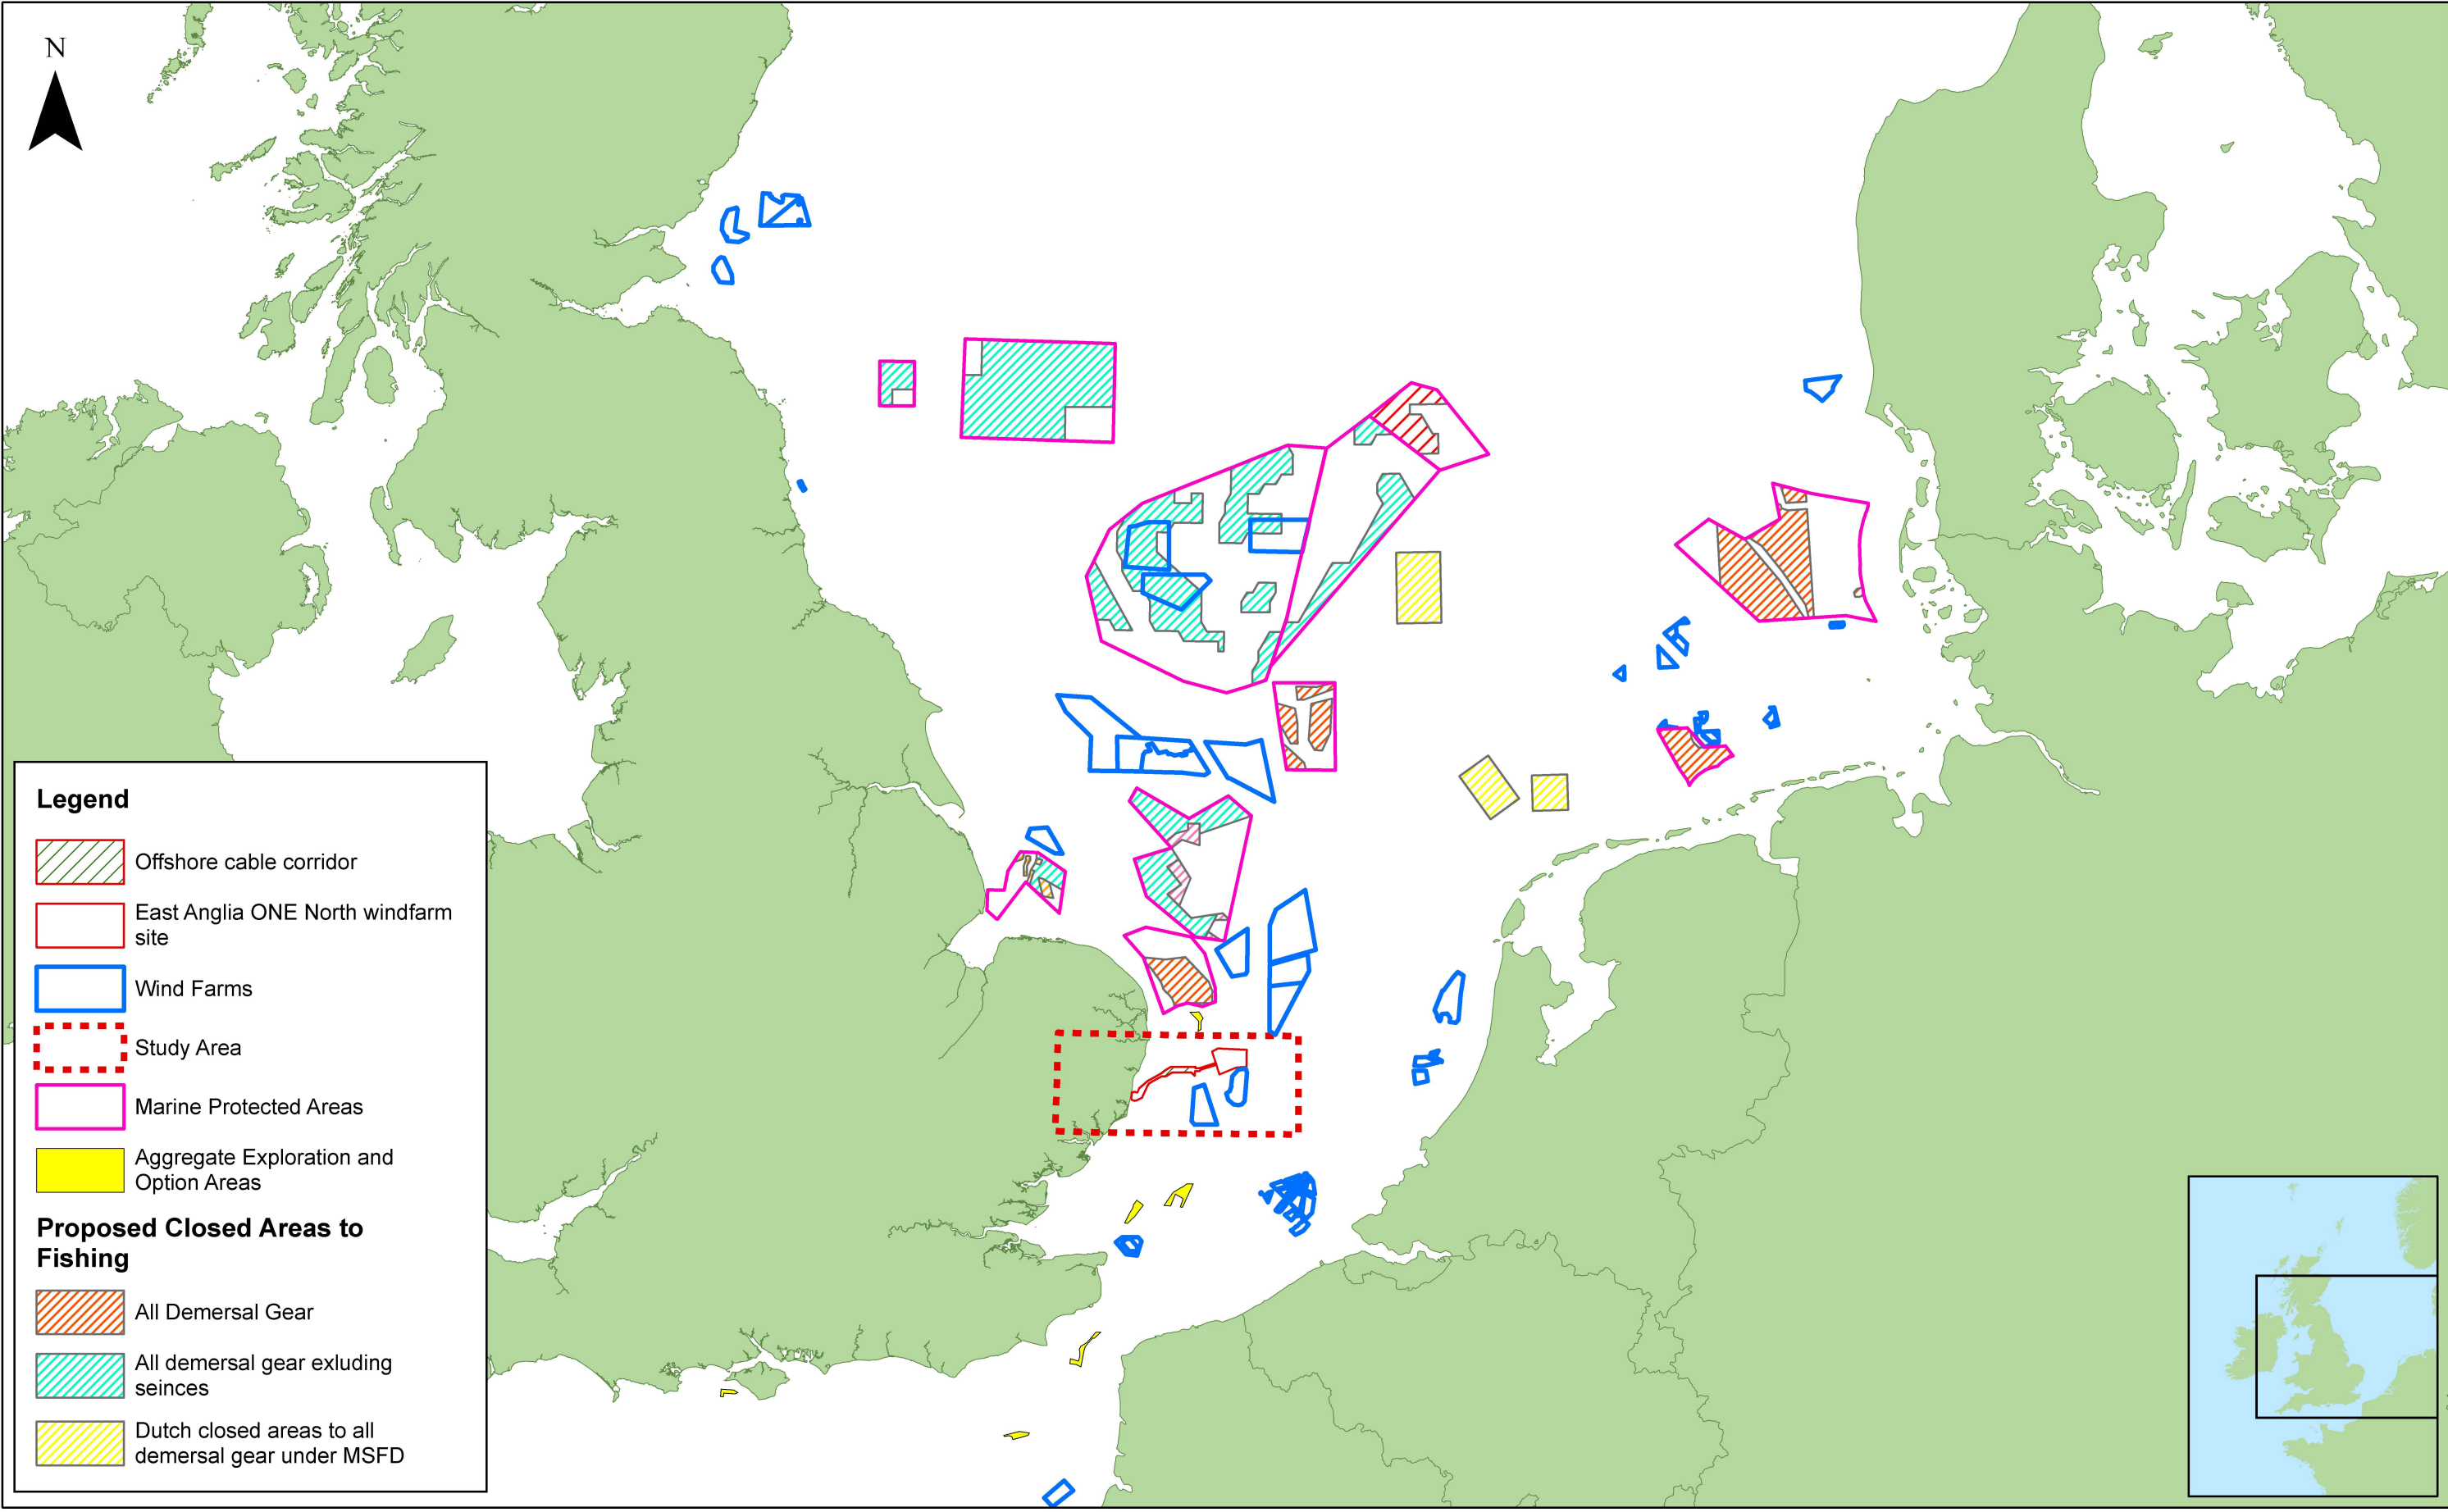 N
Legend
Offshore cable corridor
East Anglia ONE North windfarm
site
Wind Farms
Study Area
Marine Protected Areas
Aggregate Exploration and
Option Areas
Proposed Closed Areas to
Fishing
All Demersal Gear
All demersal gear exluding
seinces
Dutch closed areas to all
demersal gear under MSFD